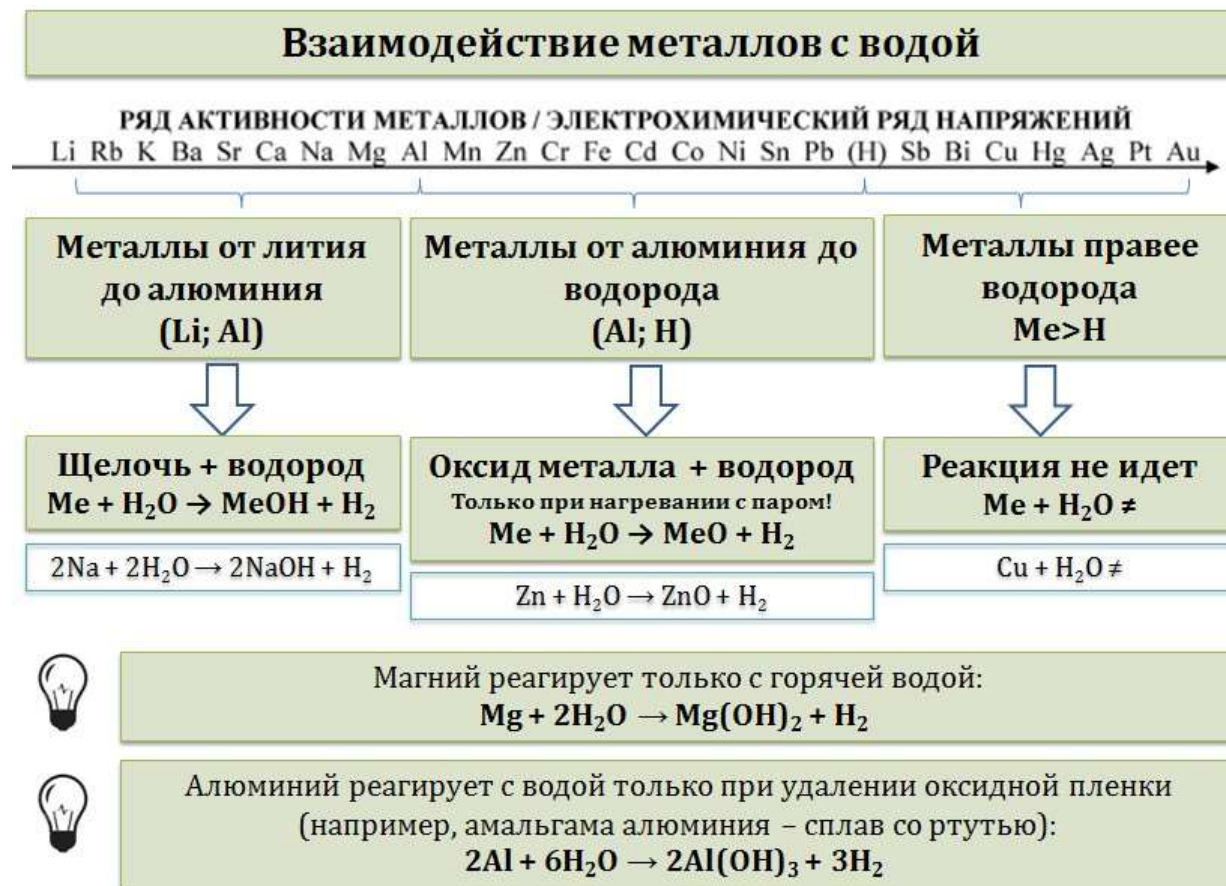 Взаимодействие металлов с водой
РЯД АКТИВНОСТИ МЕТАЛЛОВ / ЭЛЕКТРОХИМИЧЕСКИЙ РЯД НАПРЯЖЕНИЙ
Li Rb K Ba Sr Ca Na Mg Al Mn Zn Cr Fe Cd Co Ni Sn Pb (H) Sb Bi Cu Hg Ag Pt Au
Металлы от лития
до алюминия
(Li; Al)
Металлы от алюминия до
водорода
(Al; H)
Металлы правее
водорода
Me>H
Щелочь + водород
Me + H₂O → MeOH + H₂
2Na + 2H₂O → 2NaOH + H₂
Оксид металла + водород
Только при нагревании с паром!
Me + H₂O → MeO + H₂
Zn + H₂O → ZnO + H₂
Реакция не идет
Me + H₂O ≠
Cu + H₂O ≠
Магний реагирует только с горячей водой:
Mg + 2H₂O → Mg(OH)₂ + H₂
Алюминий реагирует с водой только при удалении оксидной пленки
(например, амальгама алюминия – сплав со ртутью):
2Al + 6H₂O → 2Al(OH)₃ + 3H₂